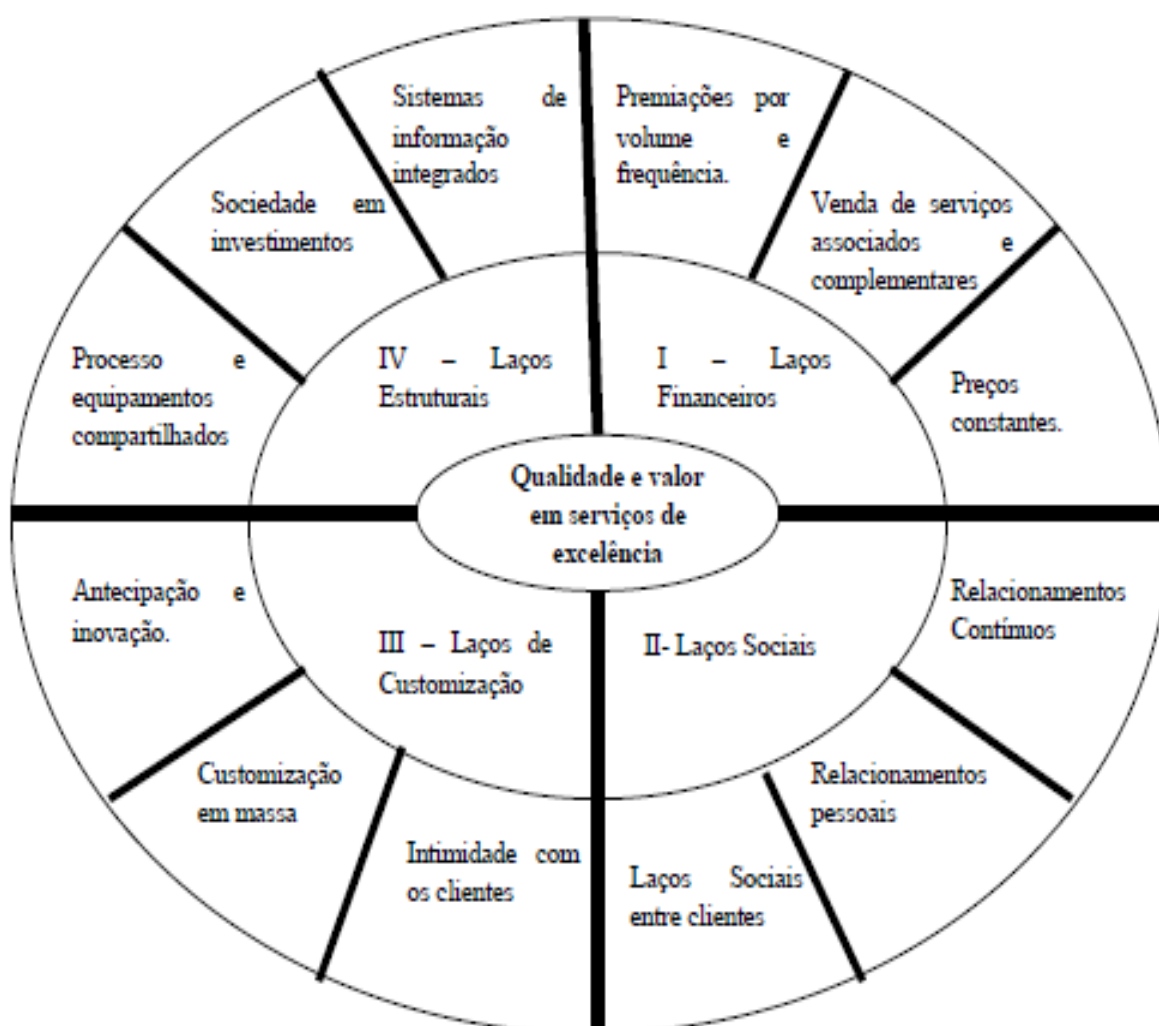 Sistemas de
informação
integrados
Premiações por
volume e
frequência.
Sociedade em
investimentos
Venda de serviços
associados e
complementares
Processo e
equipamentos
compartilhados
IV – Laços
Estruturais
I – Laços
Financeiros
Preços
constantes.
Qualidade e valor
em serviços de
excelência
Antecipação e
inovação.
III – Laços de
Customização
II- Laços Sociais
Relacionamentos
Contínuos
Customização
em massa
Relacionamentos
pessoais
Intimidade com
os clientes
Laços Sociais
entre clientes